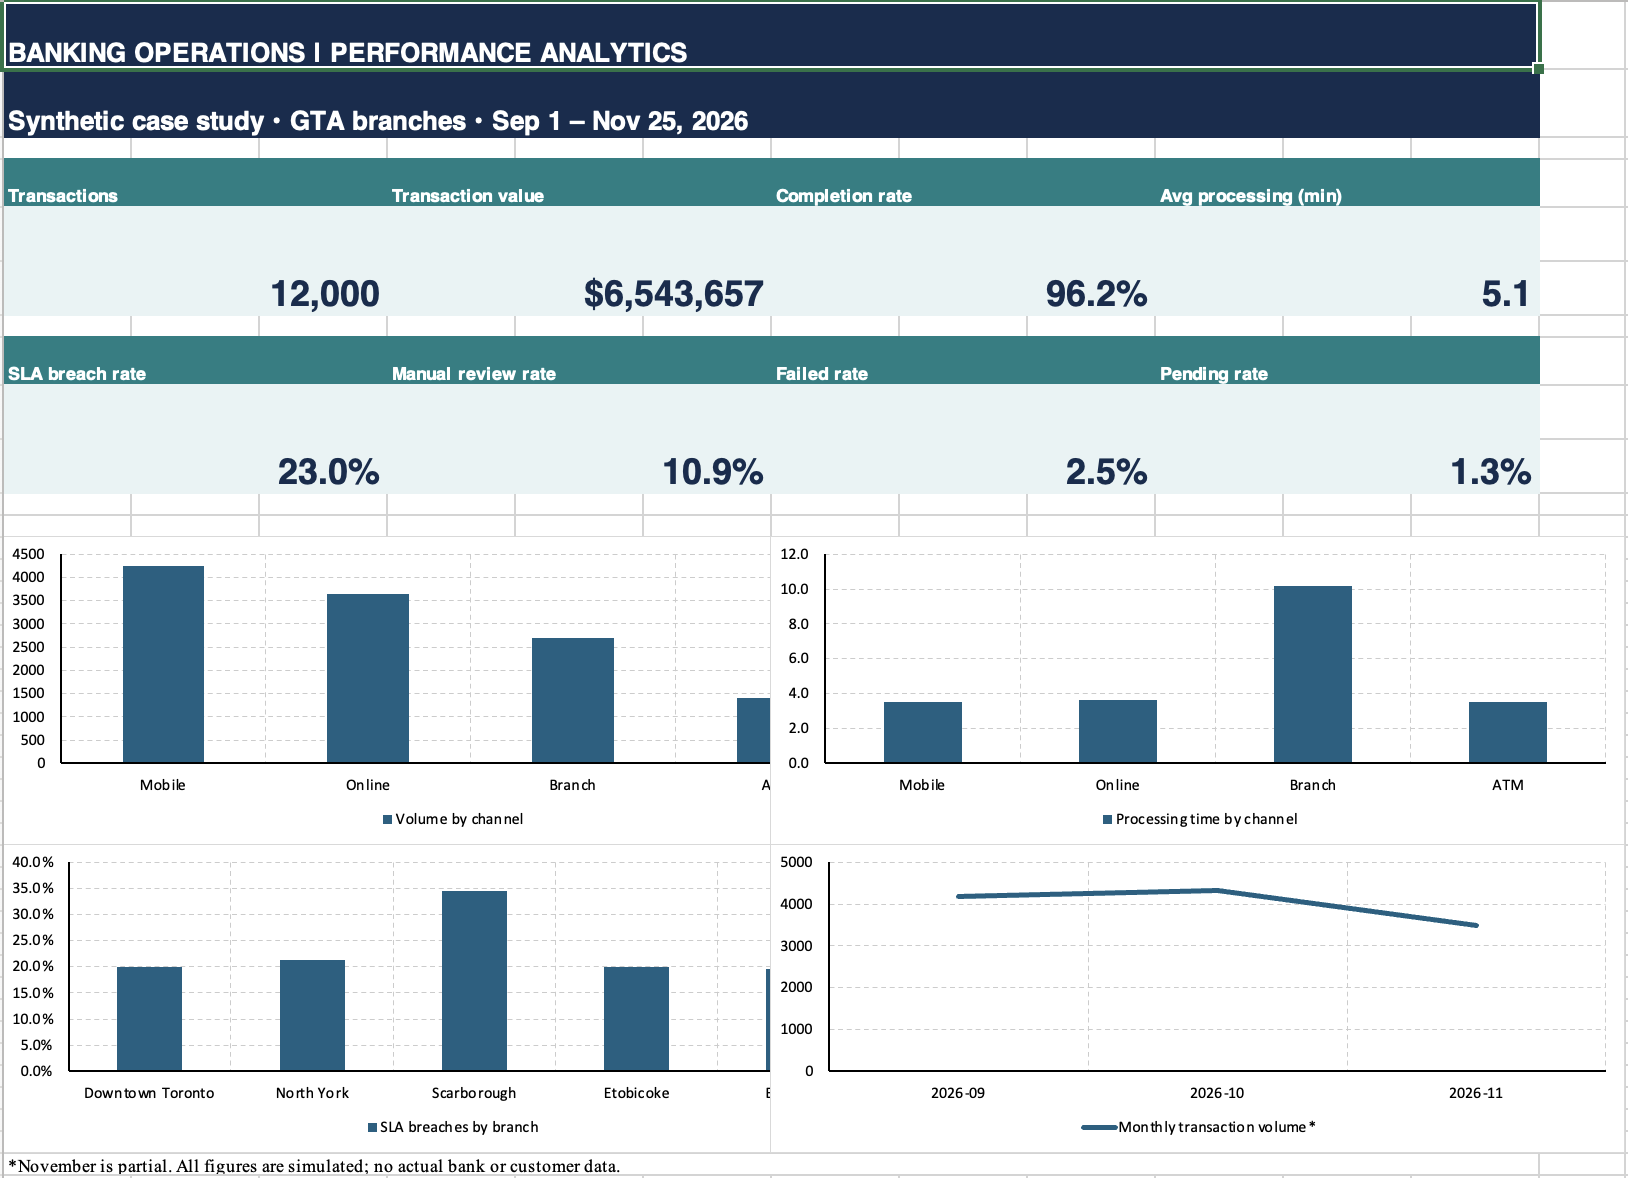 BANKING OPERATIONS | PERFORMANCE ANALYTICS
Synthetic case study • GTA branches • Sep 1 – Nov 25, 2026
Transactions Transaction value Completion rate Avg processing (min)
12,000 $6,543,657 96.2% 5.1
SLA breach rate Manual review rate Failed rate Pending rate
23.0% 10.9% 2.5% 1.3%
4500
4000
3500
3000
2500
2000
1500
1000
500
0
Mobile Online Branch A
Volume by channel
12.0
10.0
8.0
6.0
4.0
2.0
0.0
Mobile Online Branch ATM
Processing time by channel
40.0%
35.0%
30.0%
25.0%
20.0%
15.0%
10.0%
5.0%
0.0%
Downtown Toronto North York Scarborough Etobicoke
SLA breaches by branch
5000
4000
3000
2000
1000
0
2026-09 2026-10 2026-11
Monthly transaction volume*
*November is partial. All figures are simulated; no actual bank or customer data.